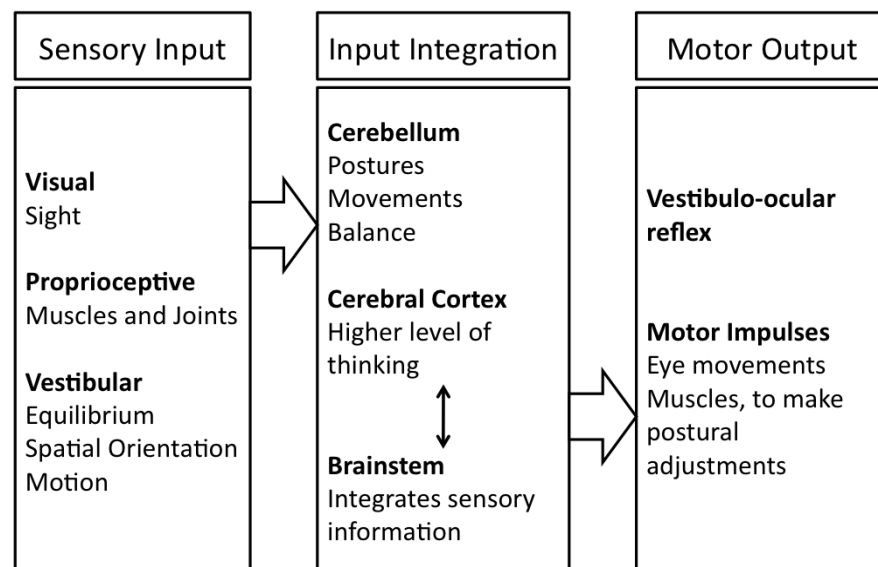 Sensory Input
Visual
Sight
Proprioceptive
Muscles and Joints
Vestibular
Equilibrium
Spatial Orientation
Motion
Input Integration
Cerebellum
Postures
Movements
Balance
Cerebral Cortex
Higher level of
thinking
Brainstem
Integrates sensory
information
Motor Output
Vestibulo-ocular
reflex
Motor Impulses
Eye movements
Muscles, to make
postural
adjustments